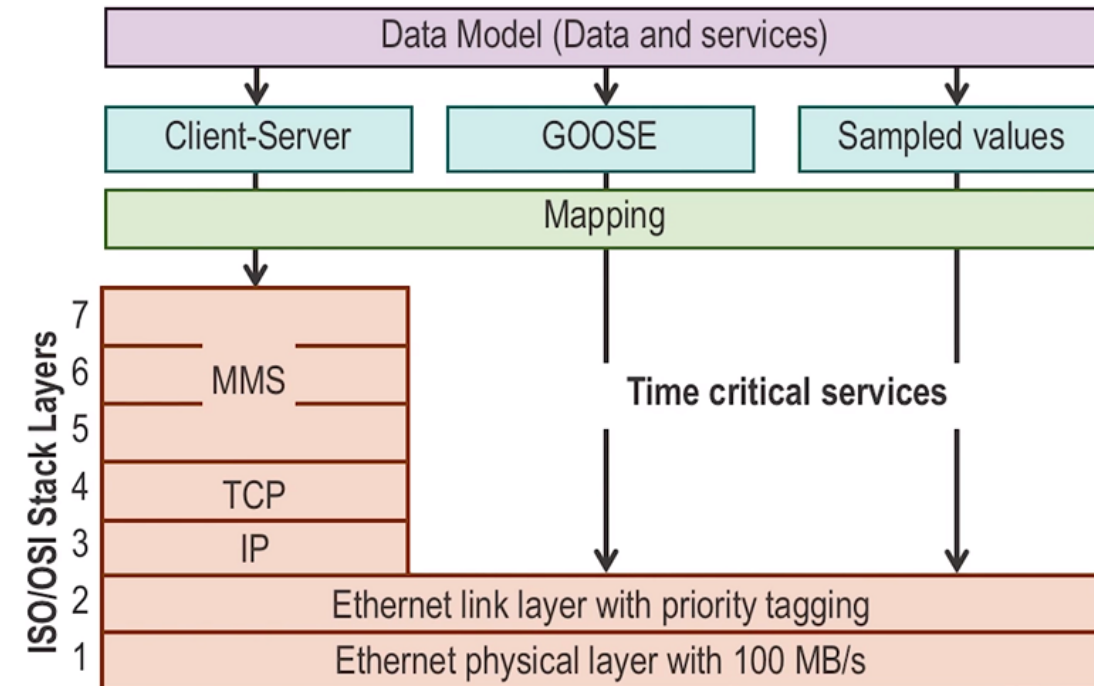 Data Model (Data and services)
Client-Server
GOOSE
Sampled values
Mapping
ISO/OSI Stack Layers
7
6
MMS
5
Time critical services
4
TCP
3
IP
2
Ethernet link layer with priority tagging
1
Ethernet physical layer with 100 MB/s